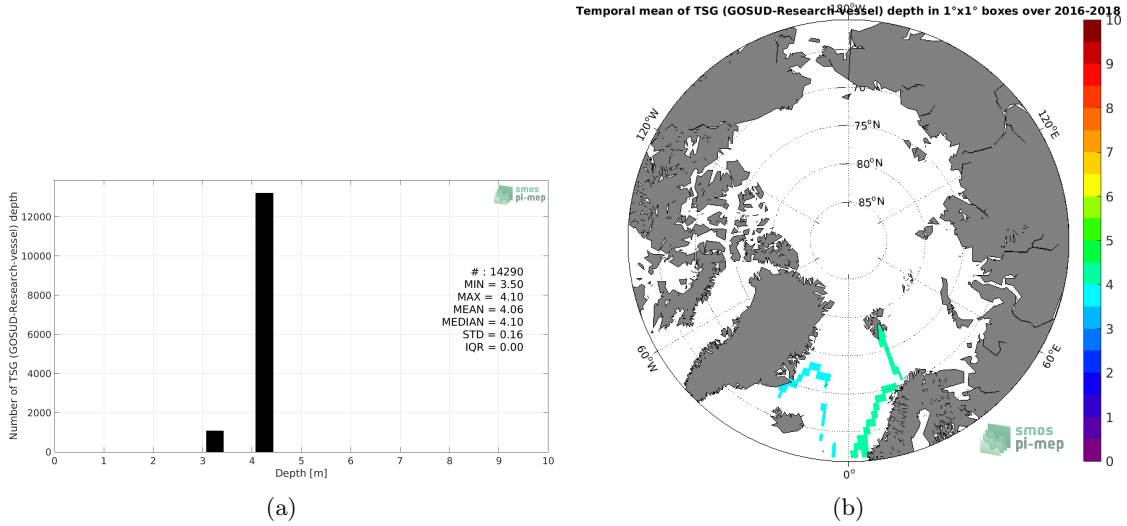 Number of TSG (GOSUD-Research-vessel) depth
12000
10000
8000
6000
4000
2000
0
0 1 2 3 4 5 6 7 8 9 10
Depth [m]
smos
pi-mep
# : 14290
MIN = 3.50
MAX = 4.10
MEAN = 4.06
MEDIAN = 4.10
STD = 0.16
IQR = 0.00
(a)
Temporal mean of TSG (GOSUD-Research-vessel) depth in 1°x1° boxes over 2016-2018
180°W
120°W
120°E
60°W
60°E
0°
70
75°N
80°N
85°N
10
9
8
7
6
5
4
3
2
1
0
smos
pi-mep
(b)